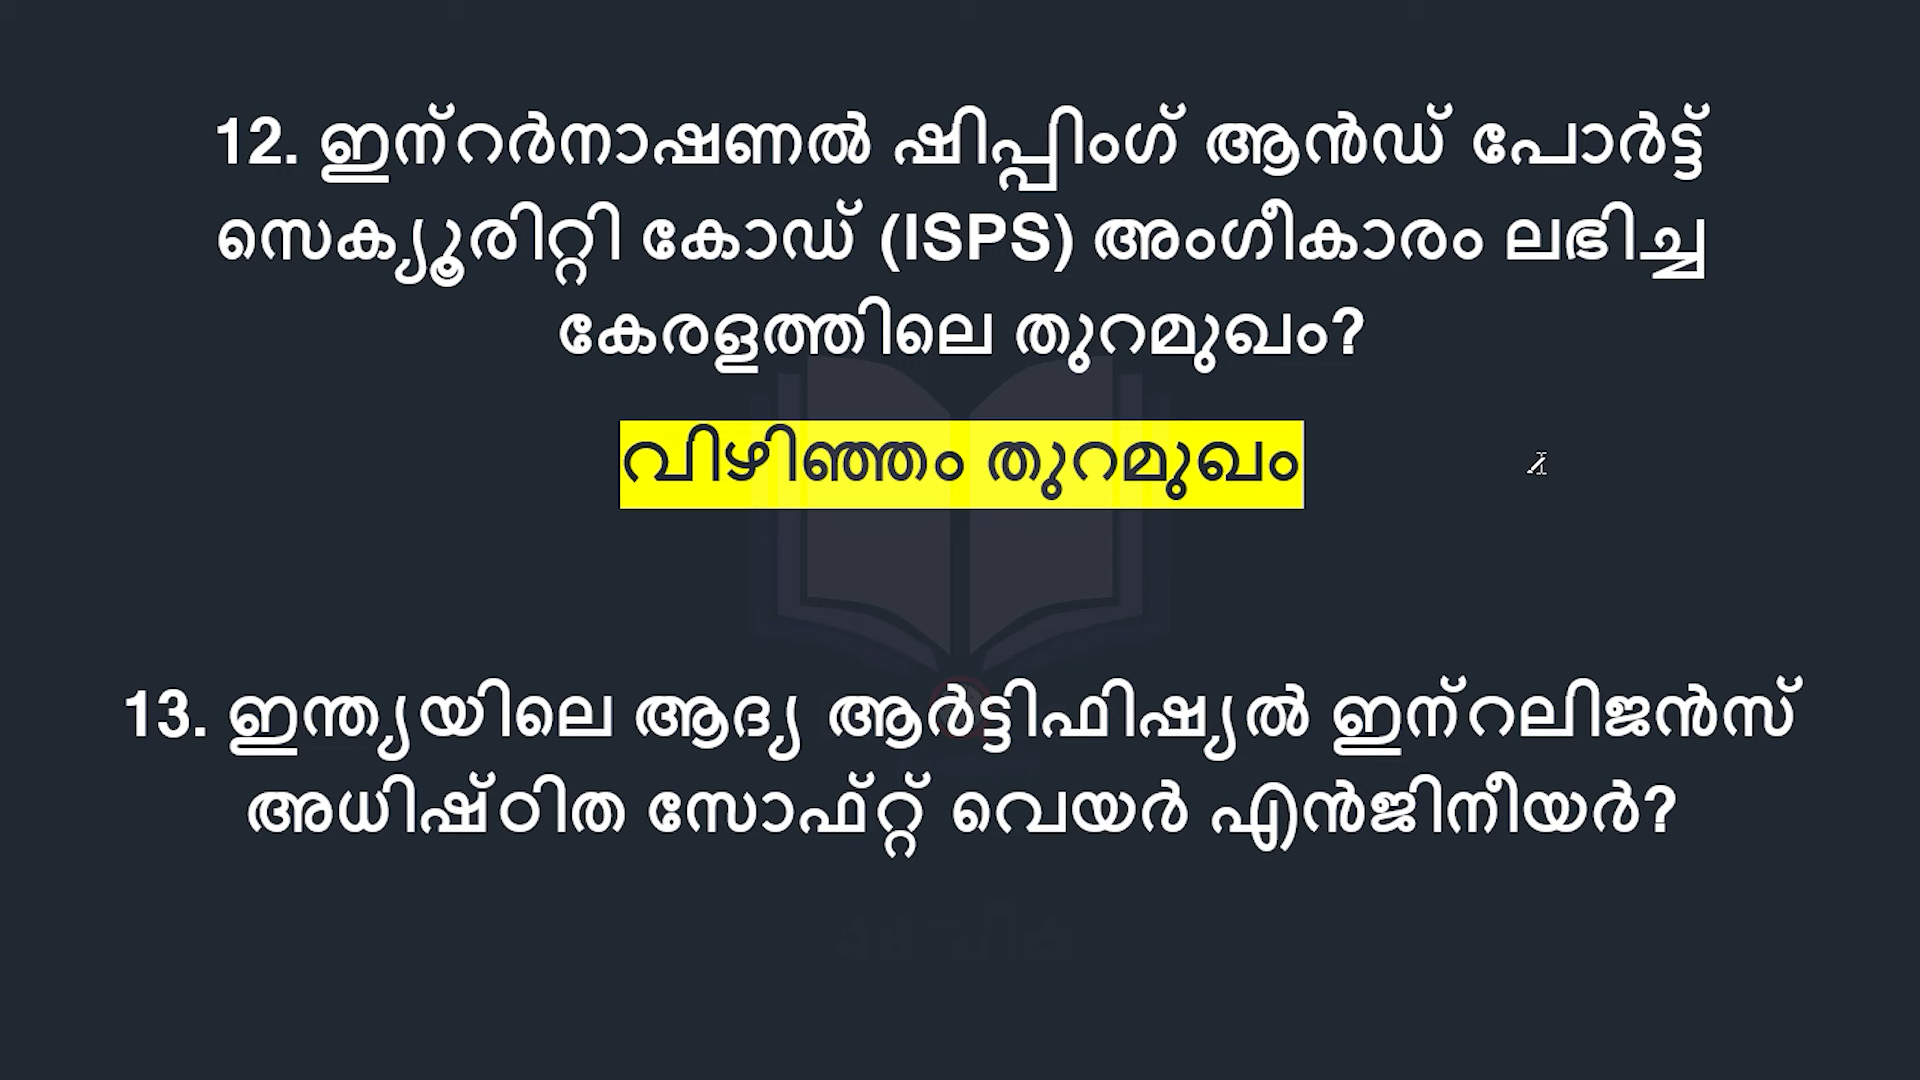 12. ഇന്റർനാഷണൽ ഷിപ്പിംഗ് ആൻഡ് പോർട്ട്
സെക്യൂരിറ്റി കോഡ് (ISPS) അംഗീകാരം ലഭിച്ച
കേരളത്തിലെ തുറമുഖം?
വിഴിഞ്ഞം തുറമുഖം
13. ഇന്ത്യയിലെ ആദ്യ ആർട്ടിഫിഷ്യൽ ഇന്റലിജൻസ്
അധിഷ്ഠിത സോഫ്റ്റ് വെയർ എൻജിനീയർ?